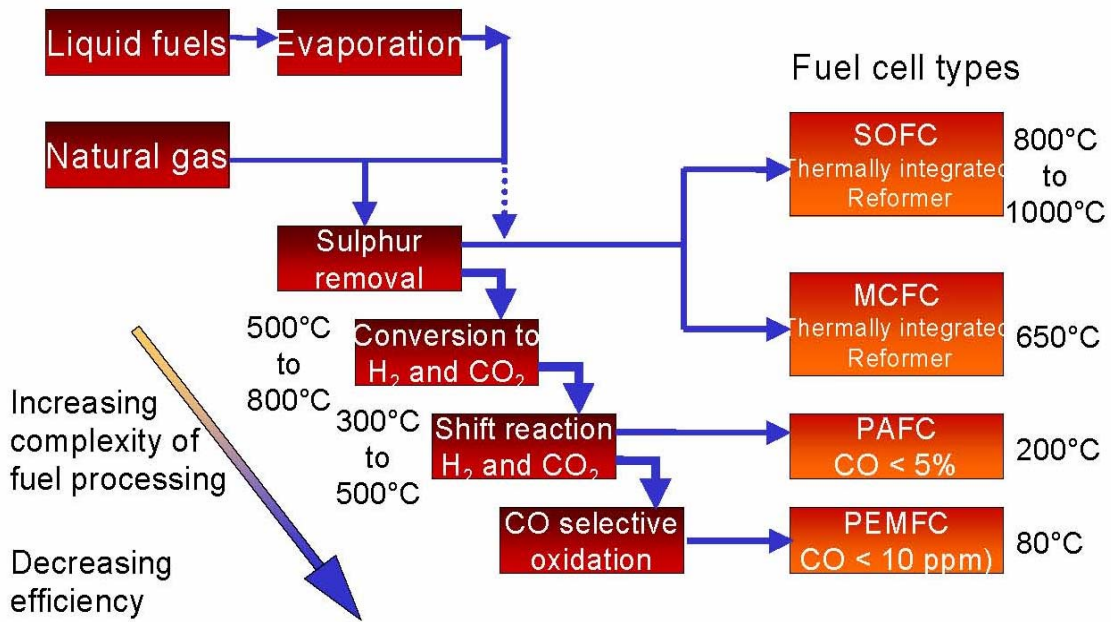 Liquid fuels
Evaporation
Fuel cell types
Natural gas
SOFC
Thermally integrated
Reformer
800°C
to
1000°C
Sulphur
removal
MCFC
Thermally integrated
Reformer
650°C
500°C
to
800°C
Conversion to
H₂ and CO₂
Increasing
complexity of
fuel processing
300°C
to
500°C
Shift reaction
H₂ and CO₂
PAFC
CO < 5%
200°C
CO selective
oxidation
PEMFC
CO < 10 ppm)
80°C
Decreasing
efficiency